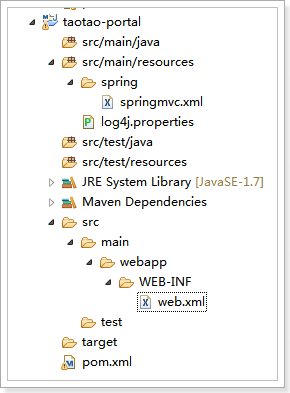 taotao-portal
src/main/java
src/main/resources
spring
springmvc.xml
log4j.properties
src/test/java
src/test/resources
JRE System Library [JavaSE-1.7]
Maven Dependencies
src
main
webapp
WEB-INF
web.xml
test
target
pom.xml